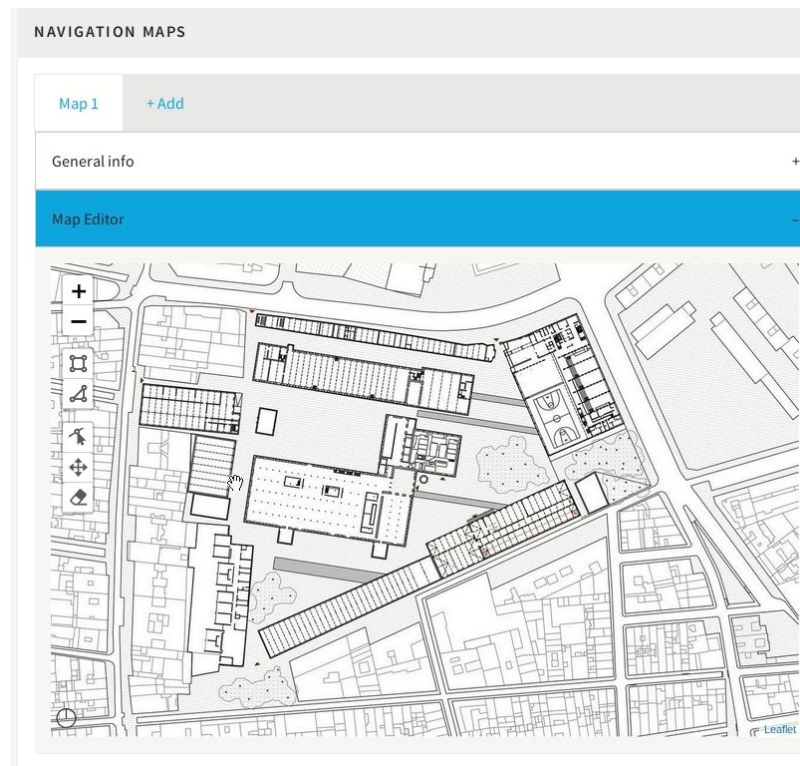 NAVIGATION MAPS
Map 1
+ Add
General info
+
Map Editor
-
+
-
Leaflet